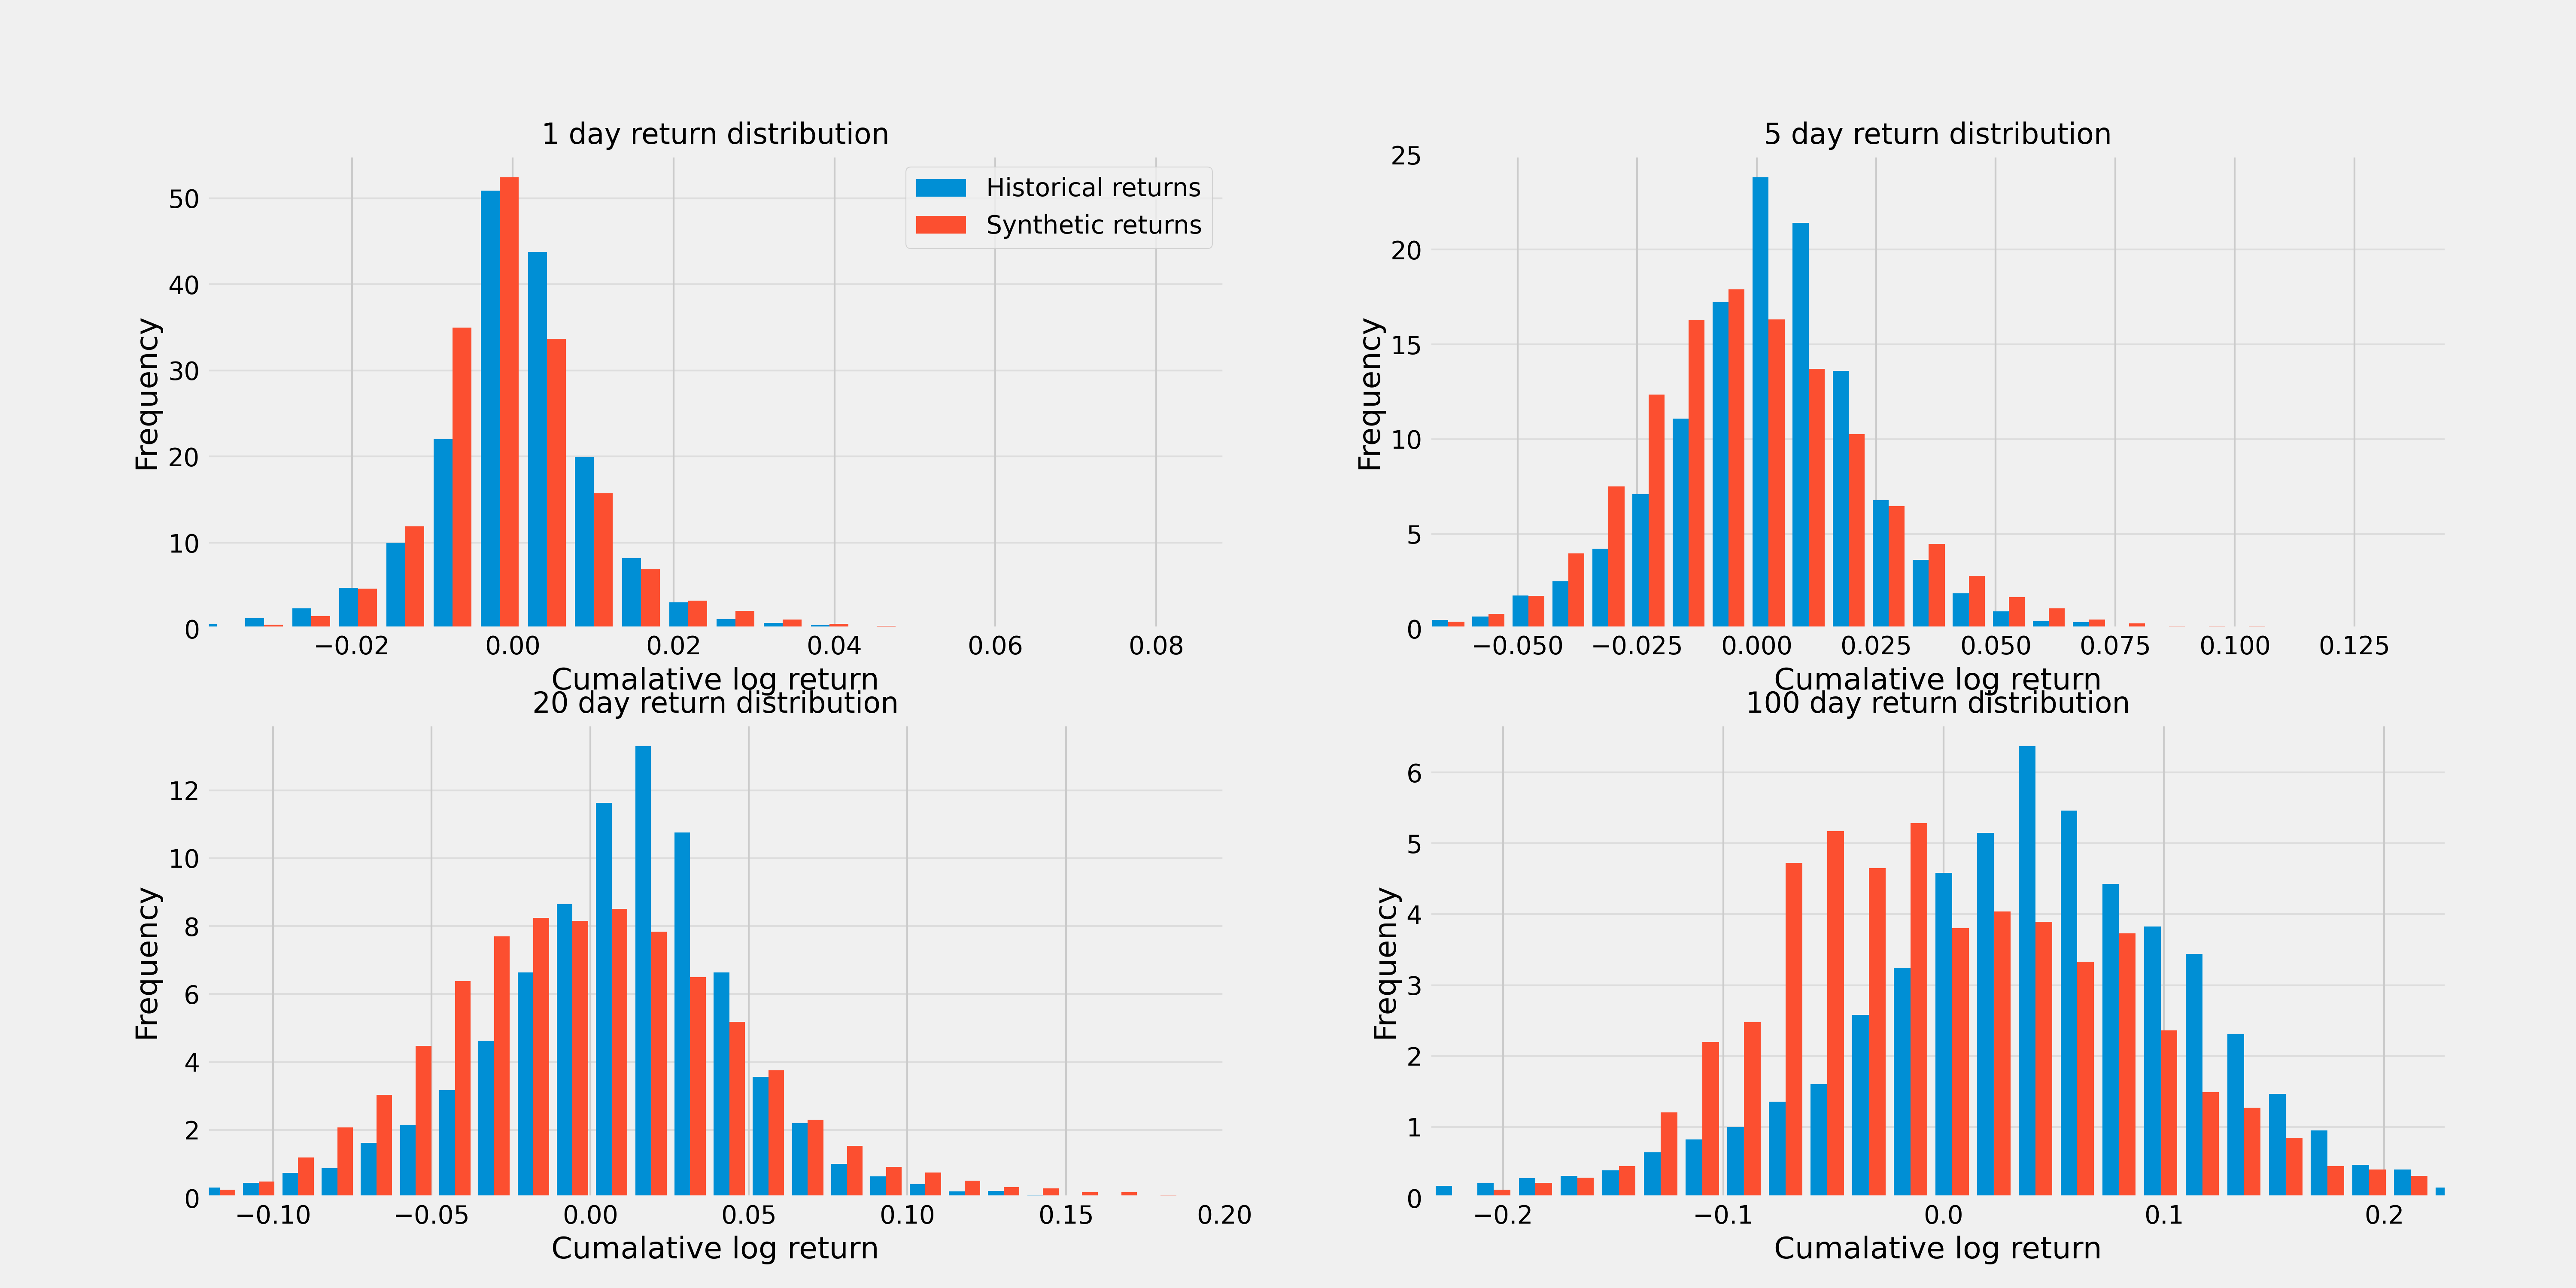 1 day return distribution
Frequency
50
40
30
20
10
0
Historical returns
Synthetic returns
−0.02 0.00 0.02 0.04 0.06 0.08
Cumalative log return
5 day return distribution
Frequency
25
20
15
10
5
0
−0.050 −0.025 0.000 0.025 0.050 0.075 0.100 0.125
Cumalative log return
20 day return distribution
Frequency
12
10
8
6
4
2
0
−0.10 −0.05 0.00 0.05 0.10 0.15 0.20
Cumalative log return
100 day return distribution
Frequency
6
5
4
3
2
1
0
−0.2 −0.1 0.0 0.1 0.2
Cumalative log return